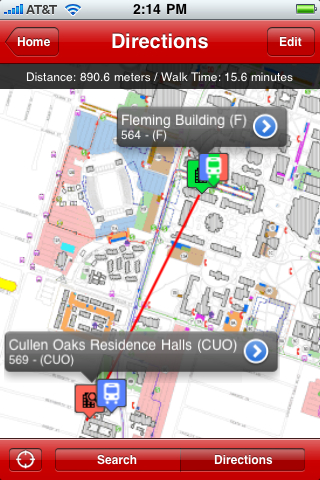 AT&T 2:14 PM
Home Directions Edit
Distance: 890.6 meters / Walk Time: 15.6 minutes
Fleming Building (F)
564 - (F)
Cullen Oaks Residence Halls (CUO)
569 - (CUO)
Search Directions